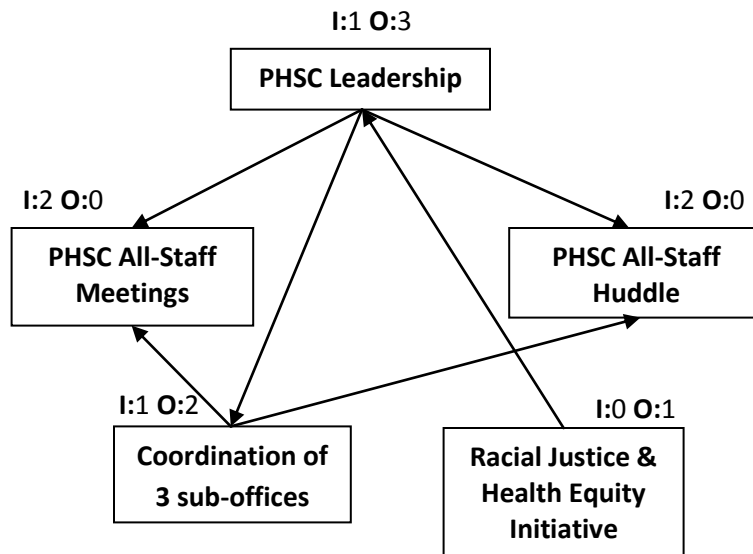 I:1 O:3
PHSC Leadership
I:2 O:0
I:2 O:0
PHSC All-Staff
Meetings
PHSC All-Staff
Huddle
I:1 O:2
I:0 O:1
Coordination of
3 sub-offices
Racial Justice &
Health Equity
Initiative